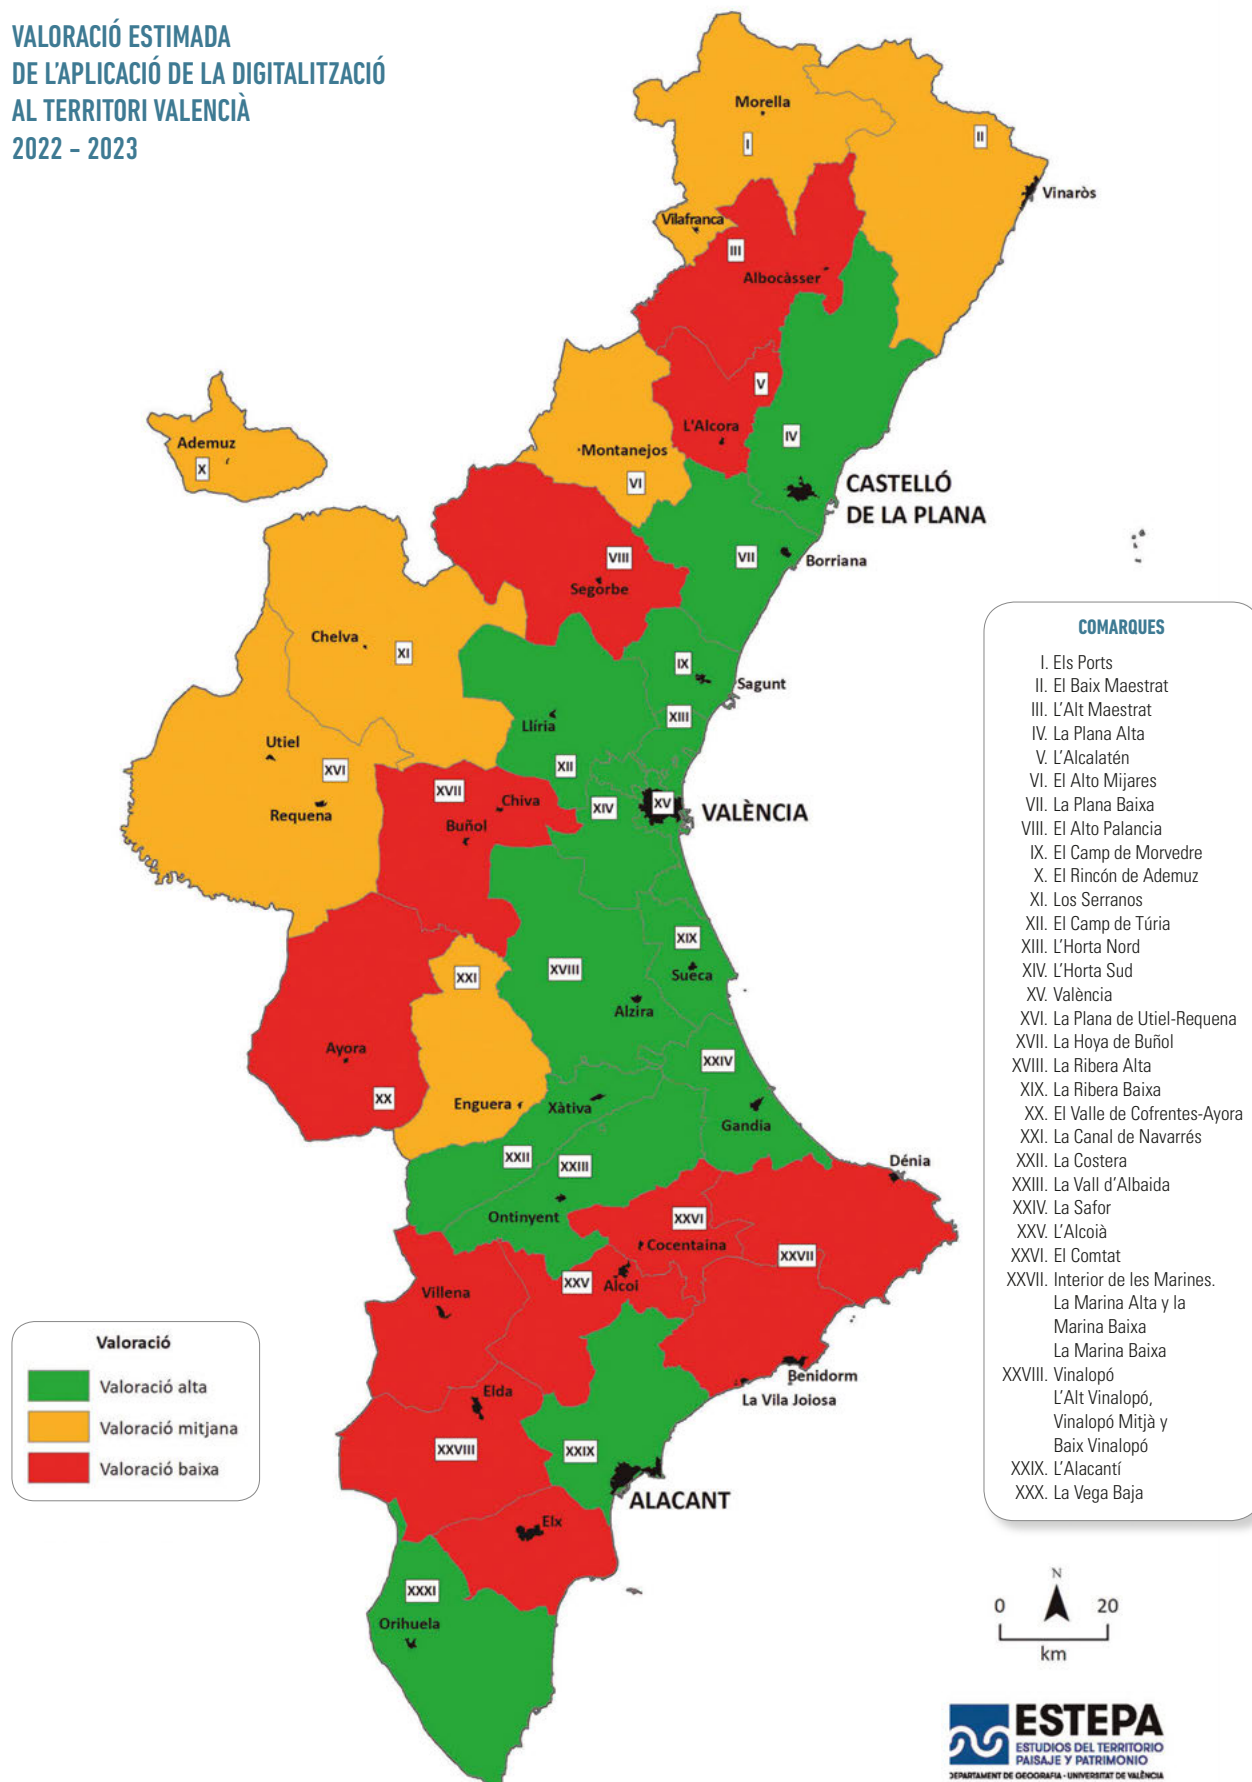 VALORACIÓ ESTIMADA
DE L'APLICACIÓ DE LA DIGITALITZACIÓ
AL TERRITORI VALENCIÀ
2022 - 2023
Morella
I
II
Vinaròs
Vilafranca
III
Albocàsser
V
L'Alcora
IV
Ademuz
X
Montanejos
VI
CASTELLÓ
DE LA PLANA
VIII
Segorbe
VII
Borriana
Chelva
XI
IX
Sagunt
XIII
Llíria
XII
Utiel
XVI
Requena
XVII
Chiva
Buñol
XIV
XV
VALÈNCIA
XXI
XVIII
XIX
Sueca
Alzira
Ayora
XX
XXIV
Enguera
Xàtiva
Gandia
XXII
XXIII
Dénia
Ontinyent
XXVI
Cocentaina
XXVII
XXV
Alcoi
Villena
Benidorm
La Vila Joiosa
Elda
XXVIII
XXIX
ALACANT
Elx
XXXI
Orihuela
COMARQUES
I. Els Ports
II. El Baix Maestrat
III. L'Alt Maestrat
IV. La Plana Alta
V. L'Alcalatén
VI. El Alto Mijares
VII. La Plana Baixa
VIII. El Alto Palancia
IX. El Camp de Morvedre
X. El Rincón de Ademuz
XI. Los Serranos
XII. El Camp de Túria
XIII. L'Horta Nord
XIV. L'Horta Sud
XV. València
XVI. La Plana de Utiel-Requena
XVII. La Hoya de Buñol
XVIII. La Ribera Alta
XIX. La Ribera Baixa
XX. El Valle de Cofrentes-Ayora
XXI. La Canal de Navarrés
XXII. La Costera
XXIII. La Vall d'Albaida
XXIV. La Safor
XXV. L'Alcoià
XXVI. El Comtat
XXVII. Interior de les Marines.
La Marina Alta y la
Marina Baixa
La Marina Baixa
XXVIII. Vinalopó
L'Alt Vinalopó,
Vinalopó Mitjà y
Baix Vinalopó
XXIX. L'Alacantí
XXX. La Vega Baja
Valoració
Valoració alta
Valoració mitjana
Valoració baixa
N
0 20
km
ESTEPA
ESTUDIOS DEL TERRITORIO
PAISAJE Y PATRIMONIO
DEPARTAMENT DE GEOGRAFIA - UNIVERSITAT DE VALÈNCIA